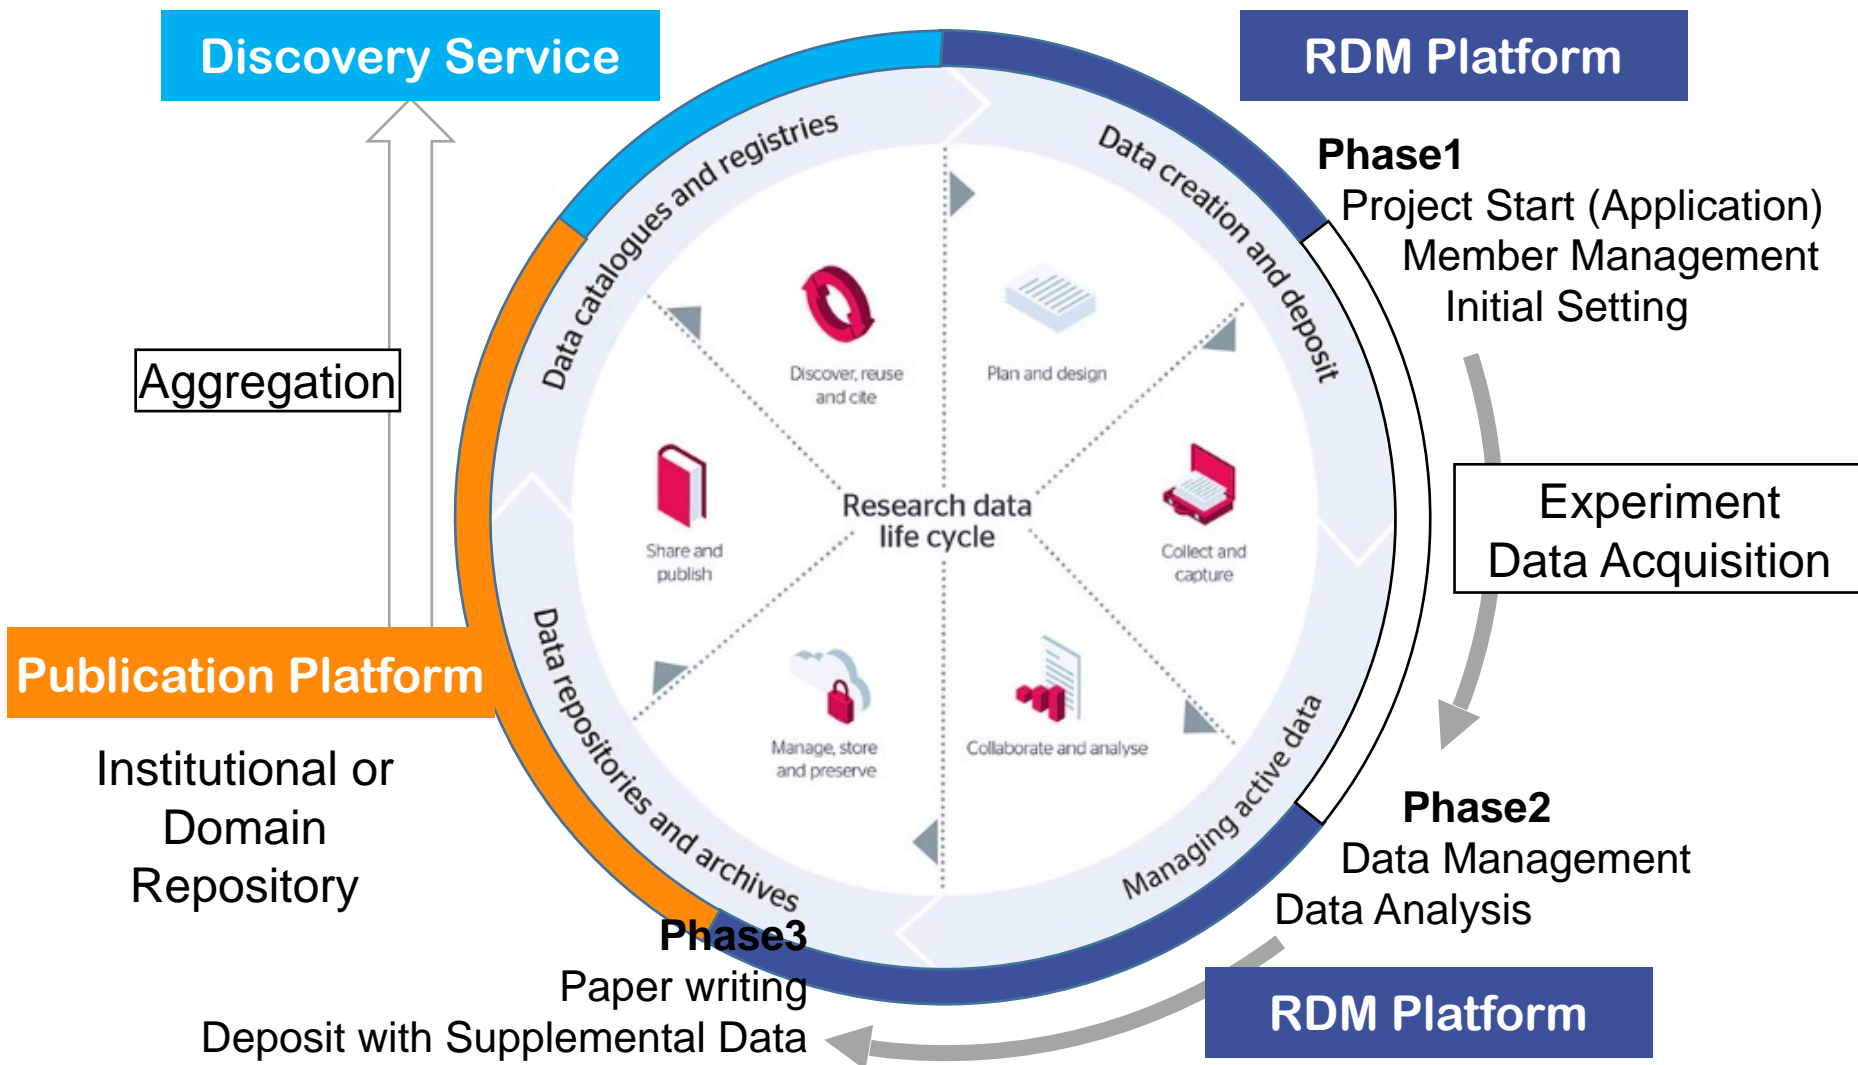 Discovery Service
RDM Platform
Phase1
Project Start (Application)
Member Management
Initial Setting
Data catalogues and registries
Data creation and deposit
Discover, reuse
and cite
Plan and design
Aggregation
Share and
publish
Research data
life cycle
Collect and
capture
Experiment
Data Acquisition
Publication Platform
Institutional or
Domain
Repository
Data repositories and archives
Manage, store
and preserve
Collaborate and analyse
Managing active data
Phase2
Data Management
Data Analysis
Phase3
Paper writing
Deposit with Supplemental Data
RDM Platform